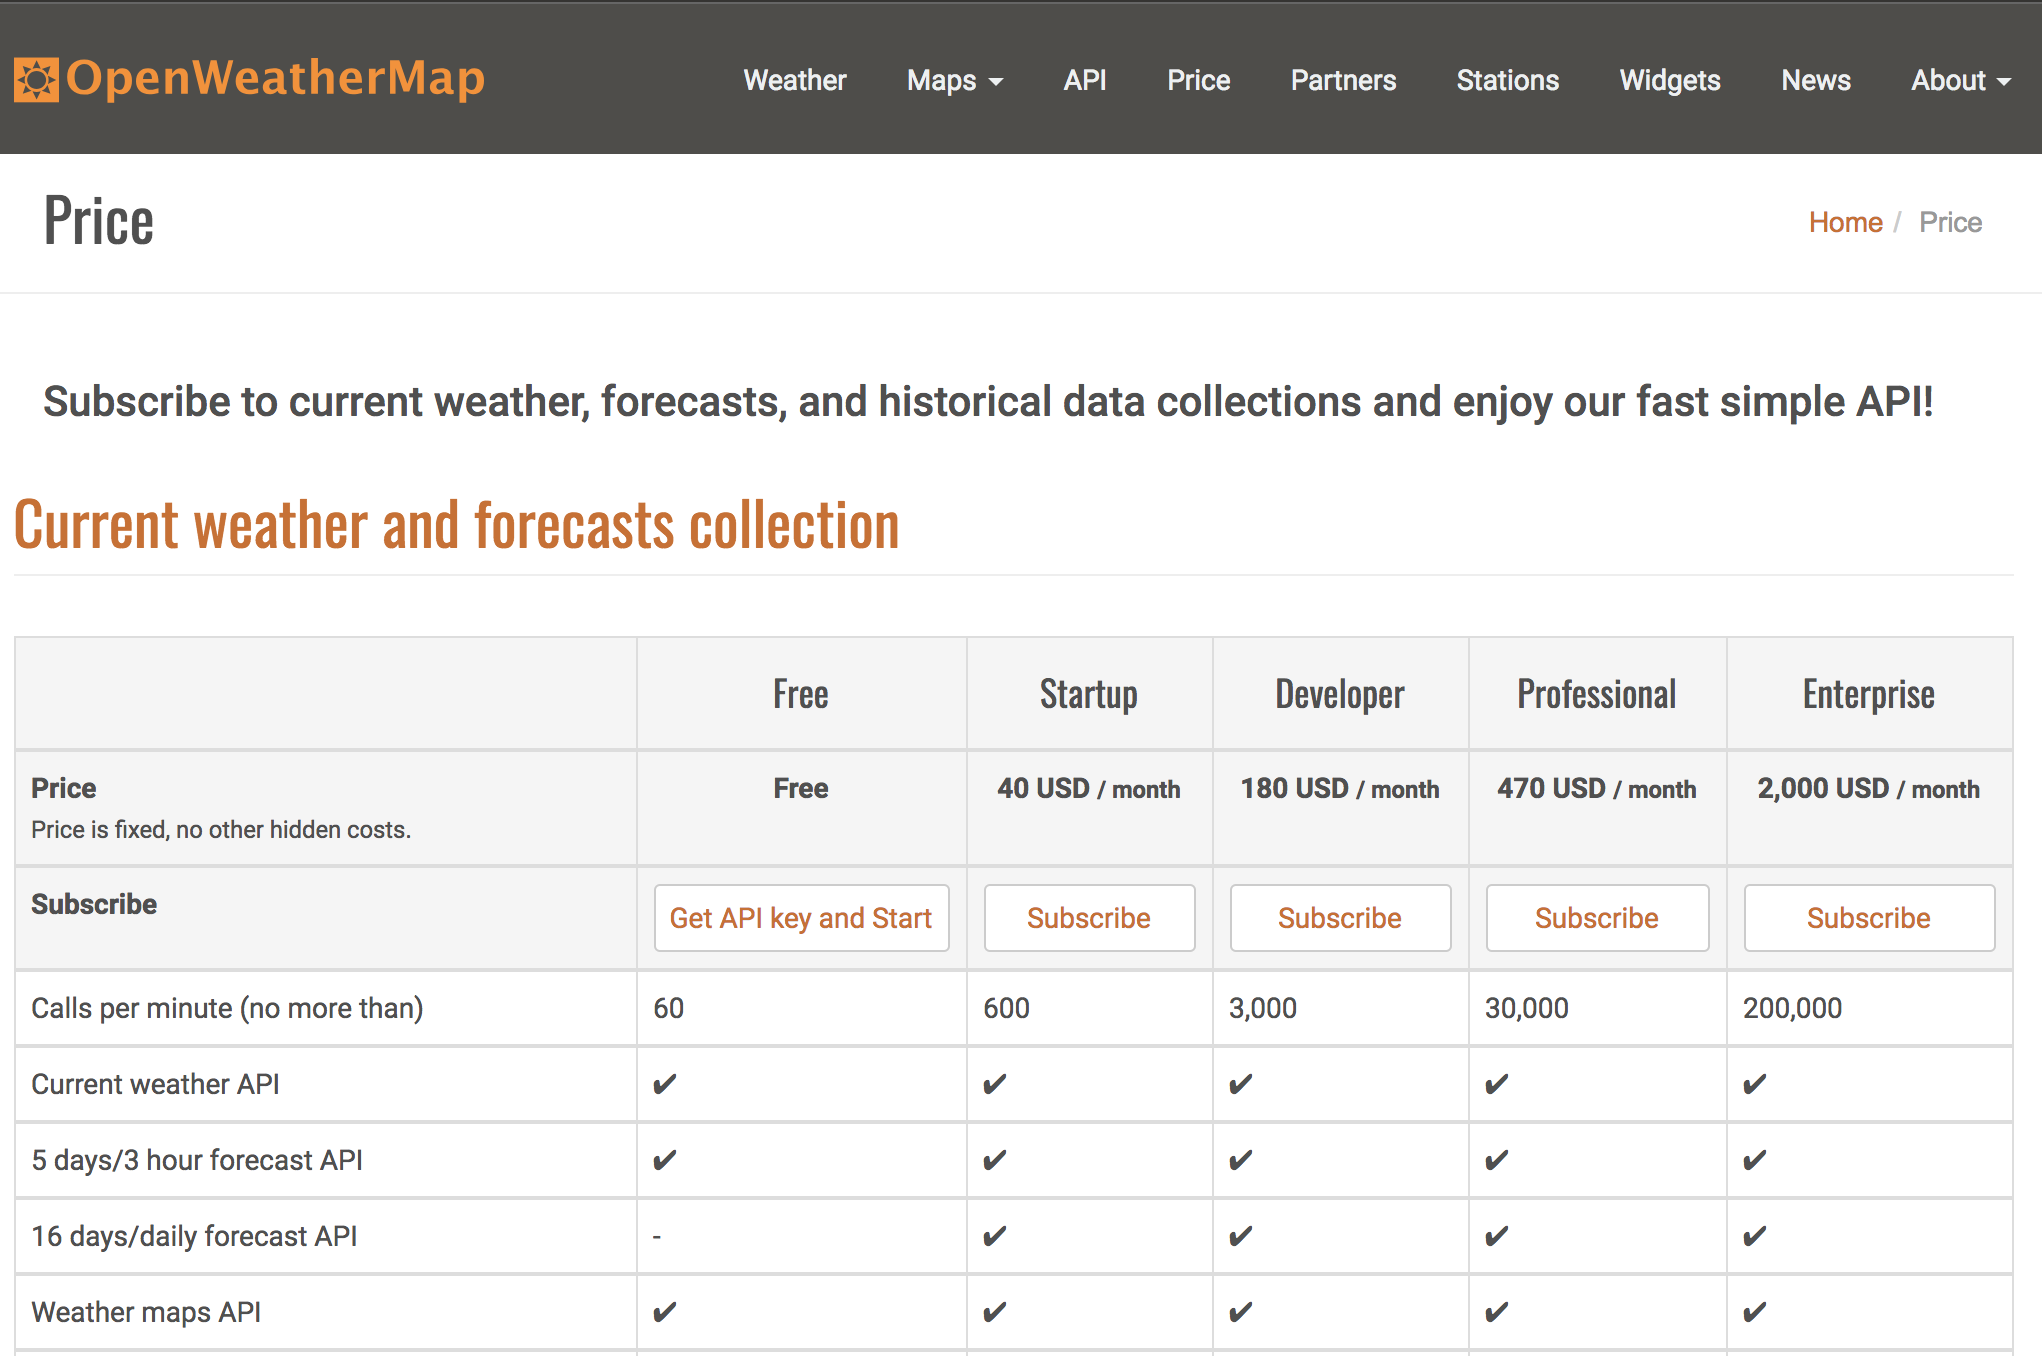 OpenWeatherMap Weather Maps API Price Partners Stations Widgets News About
Price
Home / Price
Subscribe to current weather, forecasts, and historical data collections and enjoy our fast simple API!
Current weather and forecasts collection
Free Startup Developer Professional Enterprise
Price Free 40 USD / month 180 USD / month 470 USD / month 2,000 USD / month
Price is fixed, no other hidden costs.
Subscribe Get API key and Start Subscribe Subscribe Subscribe Subscribe
Calls per minute (no more than) 60 600 3,000 30,000 200,000
Current weather API ✔ ✔ ✔ ✔ ✔
5 days/3 hour forecast API ✔ ✔ ✔ ✔ ✔
16 days/daily forecast API - ✔ ✔ ✔ ✔
Weather maps API ✔ ✔ ✔ ✔ ✔